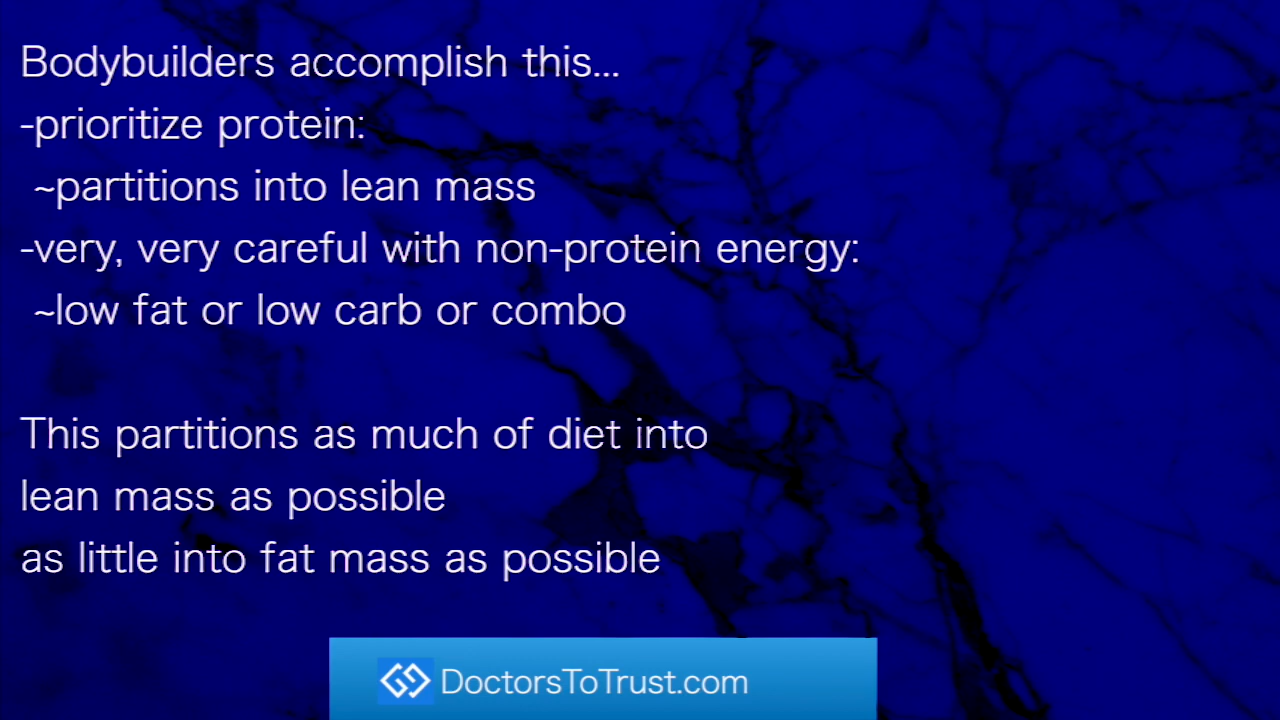 Bodybuilders accomplish this...
-prioritize protein:
~partitions into lean mass
-very, very careful with non-protein energy:
~low fat or low carb or combo
This partitions as much of diet into
lean mass as possible
as little into fat mass as possible
DoctorsToTrust.com